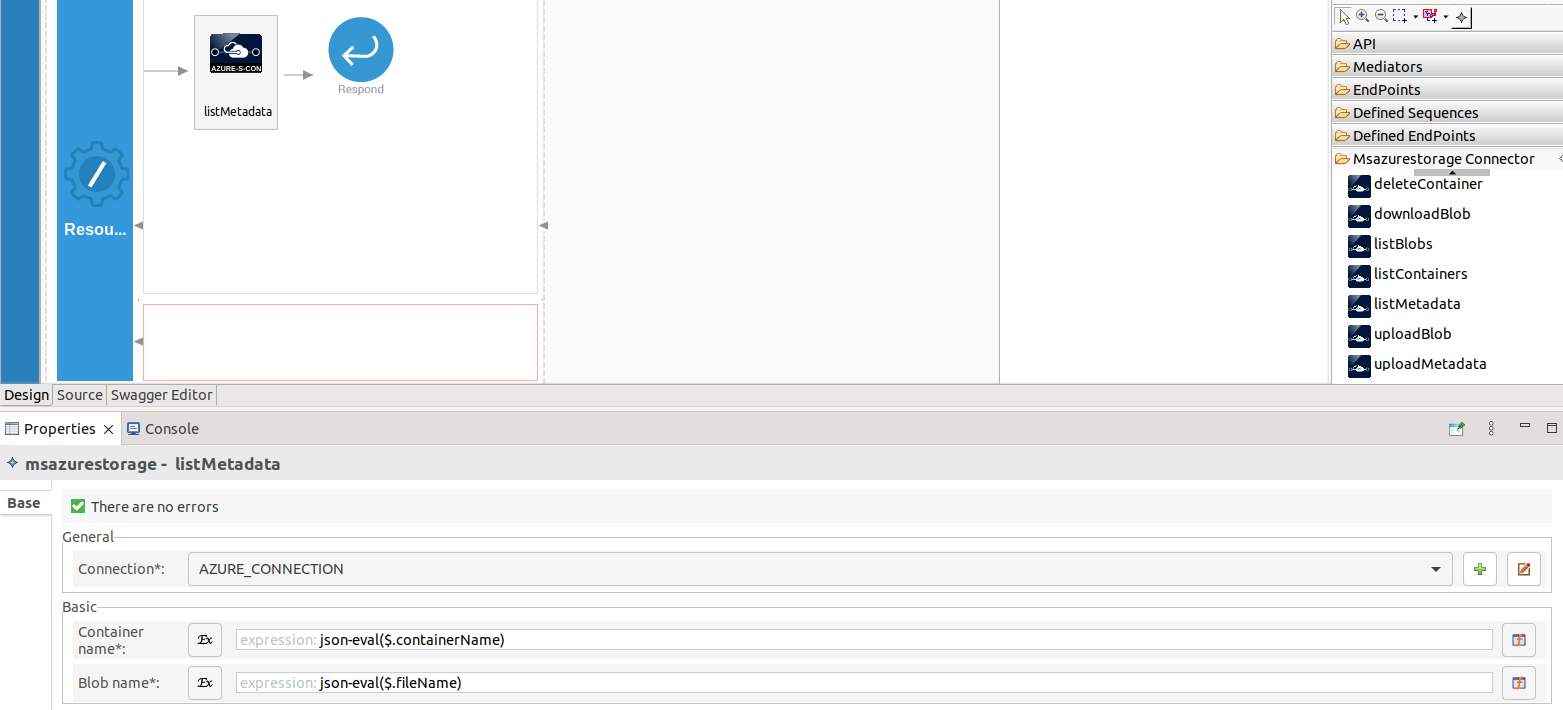 AZURE-S-CON
listMetadata
Respond
Resou...
API
Mediators
EndPoints
Defined Sequences
Defined EndPoints
Msazurestorage Connector
deleteContainer
downloadBlob
listBlobs
listContainers
listMetadata
uploadBlob
uploadMetadata
Design Source Swagger Editor
Properties Console
msazurestorage - listMetadata
Base
There are no errors
General
Connection*: AZURE_CONNECTION
Basic
Container name*: Ex expression: json-eval($.containerName)
Blob name*: Ex expression: json-eval($.fileName)